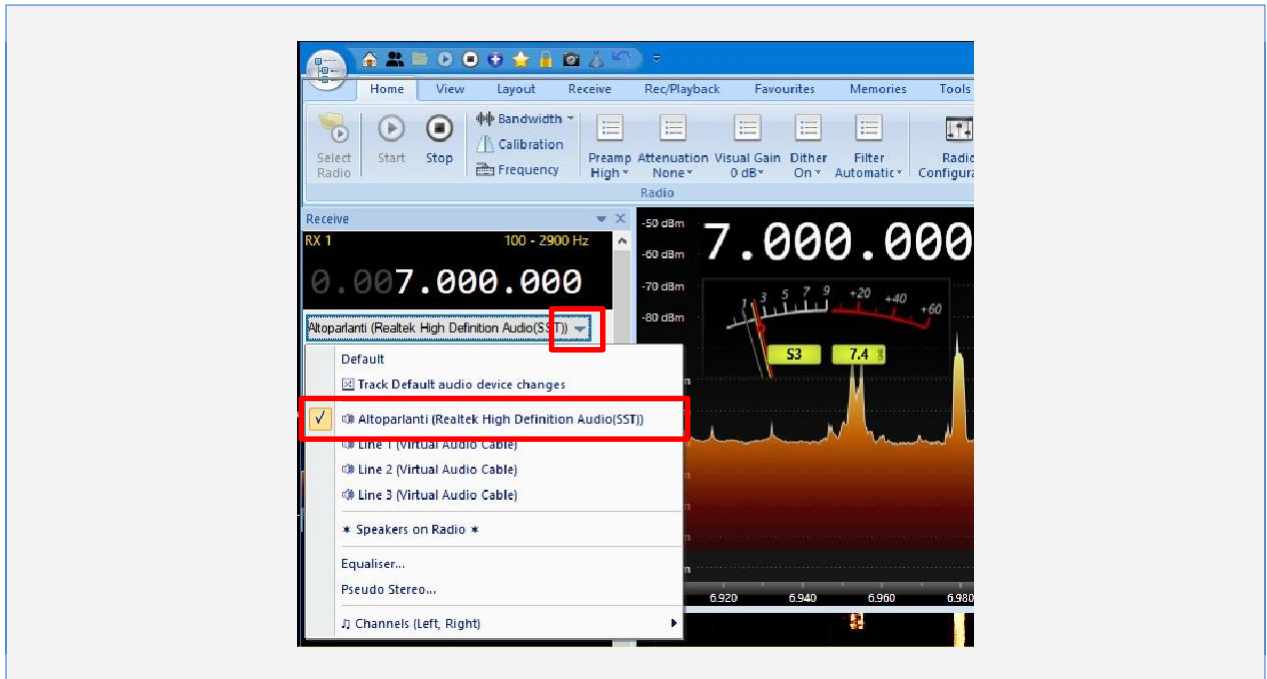 Home View Layout Receive Rec/Playback Favourites Memories Tools
Bandwidth
Calibration
Frequency
Select Radio
Start
Stop
Preamp High
Attenuation None
Visual Gain 0 dB
Dither On
Filter Automatic
Radio
Receive
RX 1 100 - 2900 Hz
0.007.000.000
-50 dBm
-60 dBm
-70 dBm
-80 dBm
7.000.000
1 3 5 7 9 +20 +40 +60
S3 7.4
Altoparlanti (Realtek High Definition Audio(SST))
Default
Track Default audio device changes
Altoparlanti (Realtek High Definition Audio(SST))
Line 1 (Virtual Audio Cable)
Line 2 (Virtual Audio Cable)
Line 3 (Virtual Audio Cable)
* Speakers on Radio *
Equaliser...
Pseudo Stereo...
Channels (Left, Right)
6.920 6.940 6.960 6.980